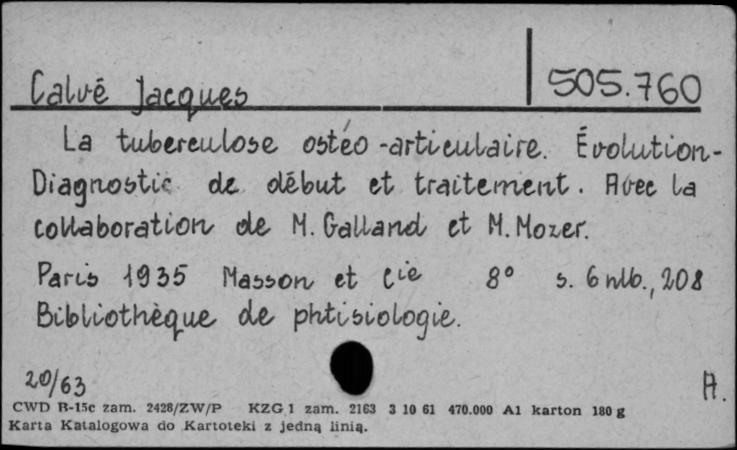 Calvé Jacques 505.760
La tuberculose ostéo-articulaire. Évolution-
Diagnostic de début et traitement. Avec la
collaboration de M. Galland et M. Mozer.
Paris 1935 Masson et Cie 8° s. 6 nlb., 208
Bibliothèque de phtisiologie.
20/63 A.
CWD B-15c zam. 2428/ZW/P KZG 1 zam. 2163 3 10 61 470.000 A1 karton 180 g
Karta Katalogowa do Kartoteki z jedną linią.